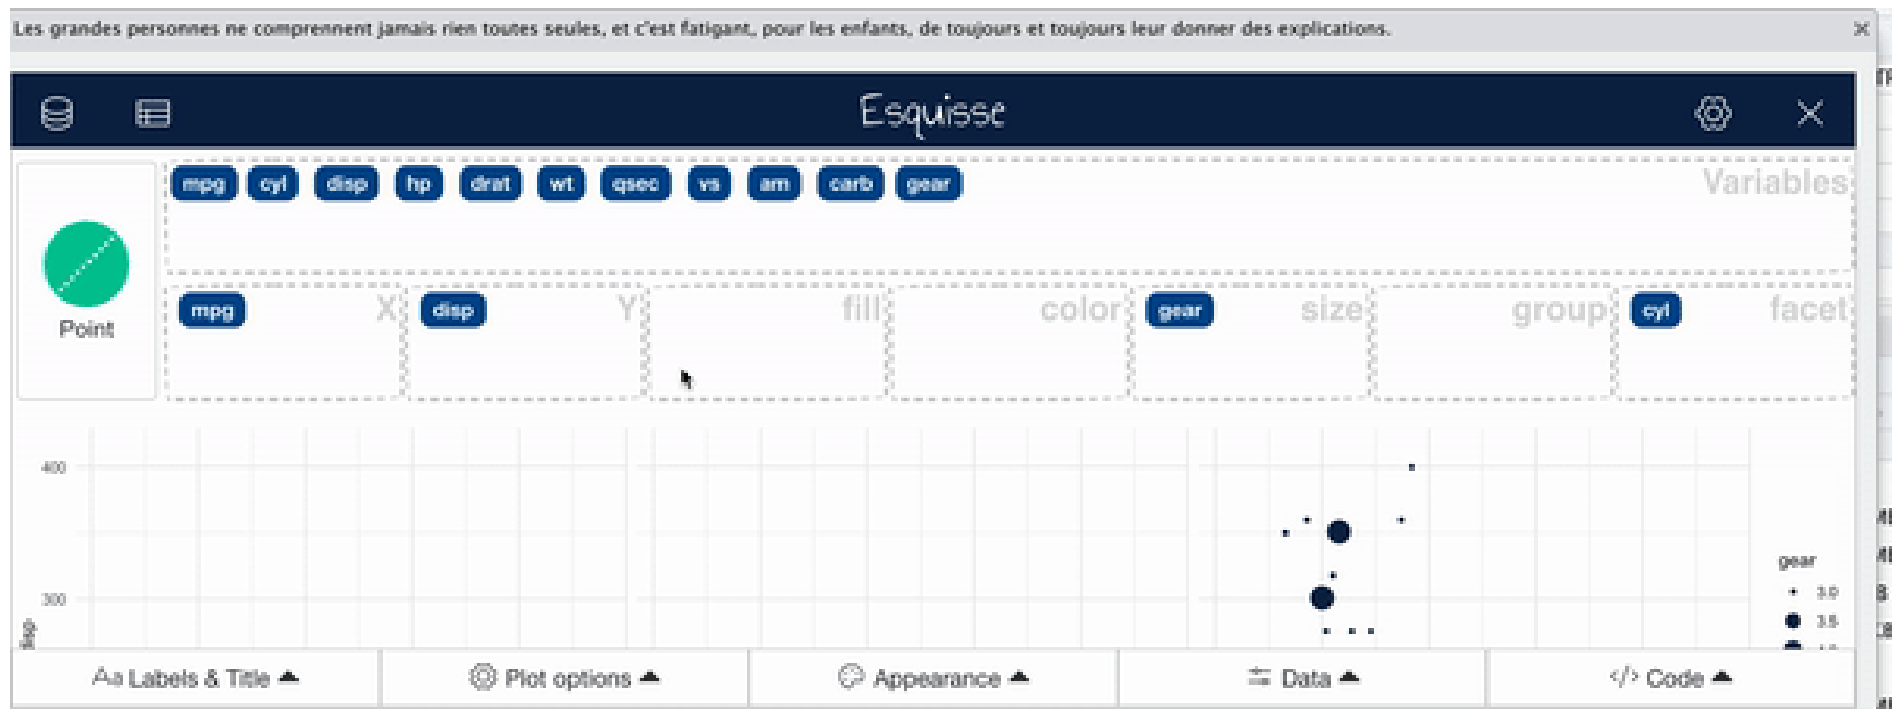 Les grandes personnes ne comprennent jamais rien toutes seules, et c'est fatigant, pour les enfants, de toujours et toujours leur donner des explications.
Esquisse
mpg cyl disp hp drat wt qsec vs am carb gear Variables
Point
mpg X disp Y fill color gear size group cyl facet
400
300
disp
gear
3.0
3.5
Aa Labels & Title Plot options Appearance Data </> Code